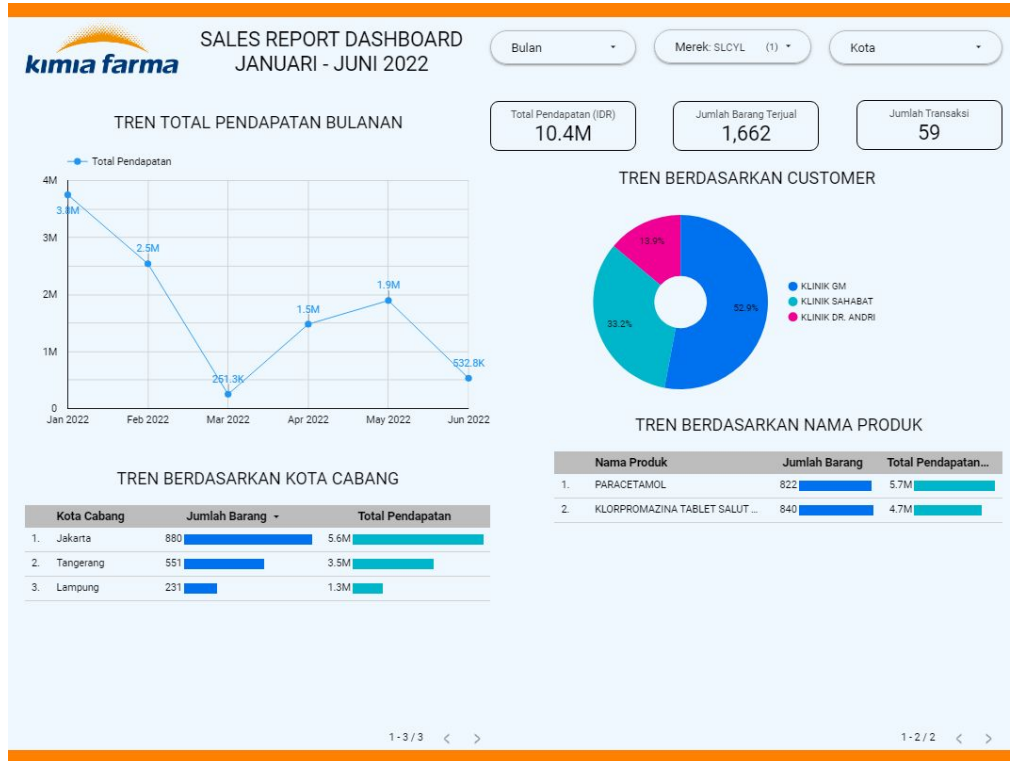 kimia farma
SALES REPORT DASHBOARD
JANUARI - JUNI 2022
Bulan
Merek: SLCYL (1)
Kota
Total Pendapatan (IDR)
10.4M
Jumlah Barang Terjual
1,662
Jumlah Transaksi
59
TREN TOTAL PENDAPATAN BULANAN
Total Pendapatan
4M
3M
2M
1M
0
3.8M
2.5M
251.3K
1.5M
1.9M
532.8K
Jan 2022 Feb 2022 Mar 2022 Apr 2022 May 2022 Jun 2022
TREN BERDASARKAN CUSTOMER
13.9%
52.9%
33.2%
KLINIK GM
KLINIK SAHABAT
KLINIK DR. ANDRI
TREN BERDASARKAN KOTA CABANG
Kota Cabang Jumlah Barang Total Pendapatan
1. Jakarta 880 5.6M
2. Tangerang 551 3.5M
3. Lampung 231 1.3M
1 - 3 / 3
TREN BERDASARKAN NAMA PRODUK
Nama Produk Jumlah Barang Total Pendapatan...
1. PARACETAMOL 822 5.7M
2. KLORPROMAZINA TABLET SALUT ... 840 4.7M
1 - 2 / 2